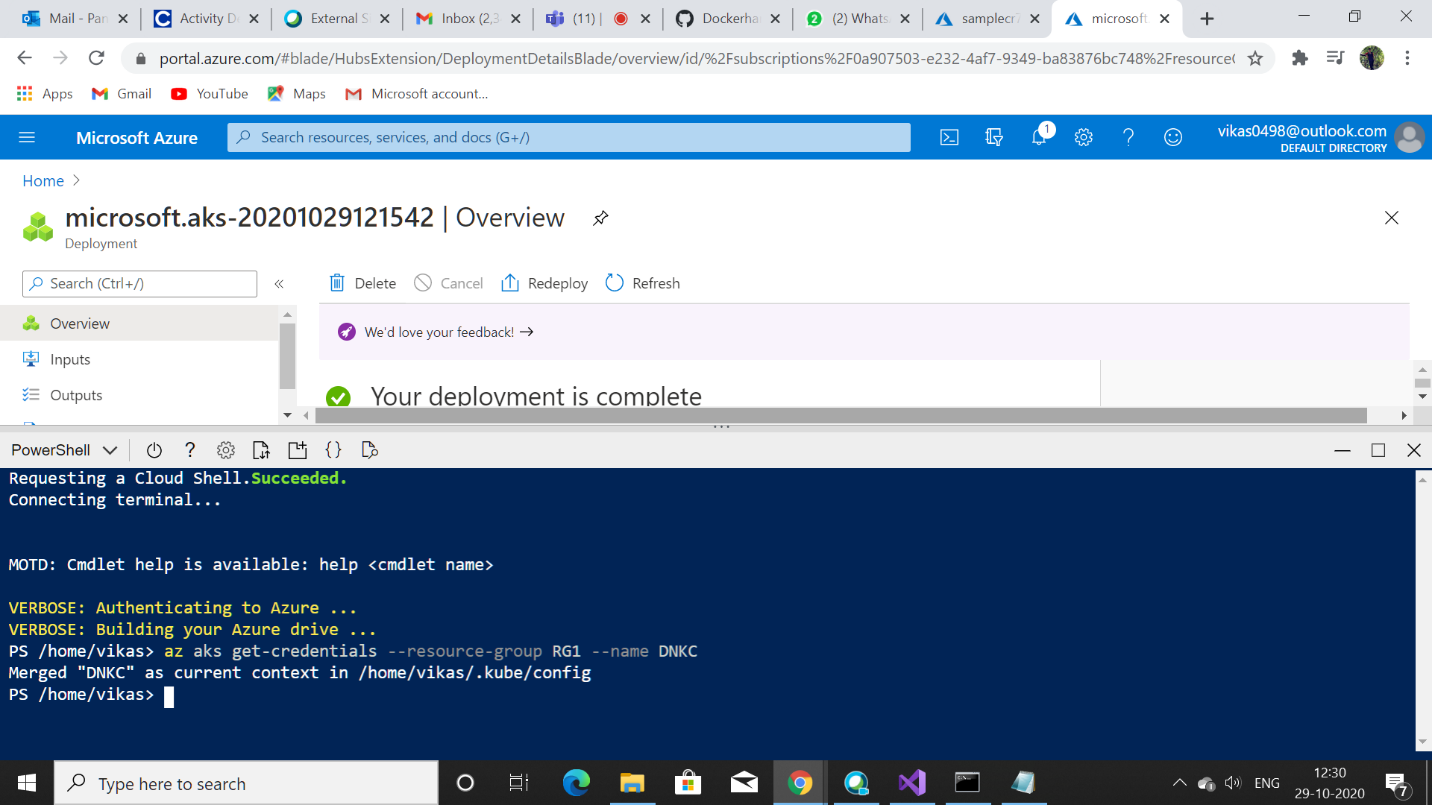 Mail - Pan
Activity De
External S
Inbox (2,3
(11) |
Dockerha
(2) Whats
samplecr
microsoft
portal.azure.com/#blade/HubsExtension/DeploymentDetailsBlade/overview/id/%2Fsubscriptions%2F0a907503-e232-4af7-9349-ba83876bc748%2Fresource
Apps Gmail YouTube Maps Microsoft account...
Microsoft Azure
Search resources, services, and docs (G+/)
1
vikas0498@outlook.com
DEFAULT DIRECTORY
Home >
microsoft.aks-20201029121542 | Overview
Deployment
Search (Ctrl+/) «
Delete Cancel Redeploy Refresh
Overview
We'd love your feedback! →
Inputs
Your deployment is complete
Outputs
PowerShell ? { }
Requesting a Cloud Shell.Succeeded.
Connecting terminal...
MOTD: Cmdlet help is available: help <cmdlet name>
VERBOSE: Authenticating to Azure ...
VERBOSE: Building your Azure drive ...
PS /home/vikas> az aks get-credentials --resource-group RG1 --name DNKC
Merged "DNKC" as current context in /home/vikas/.kube/config
PS /home/vikas>
Type here to search
ENG
12:30
29-10-2020
7